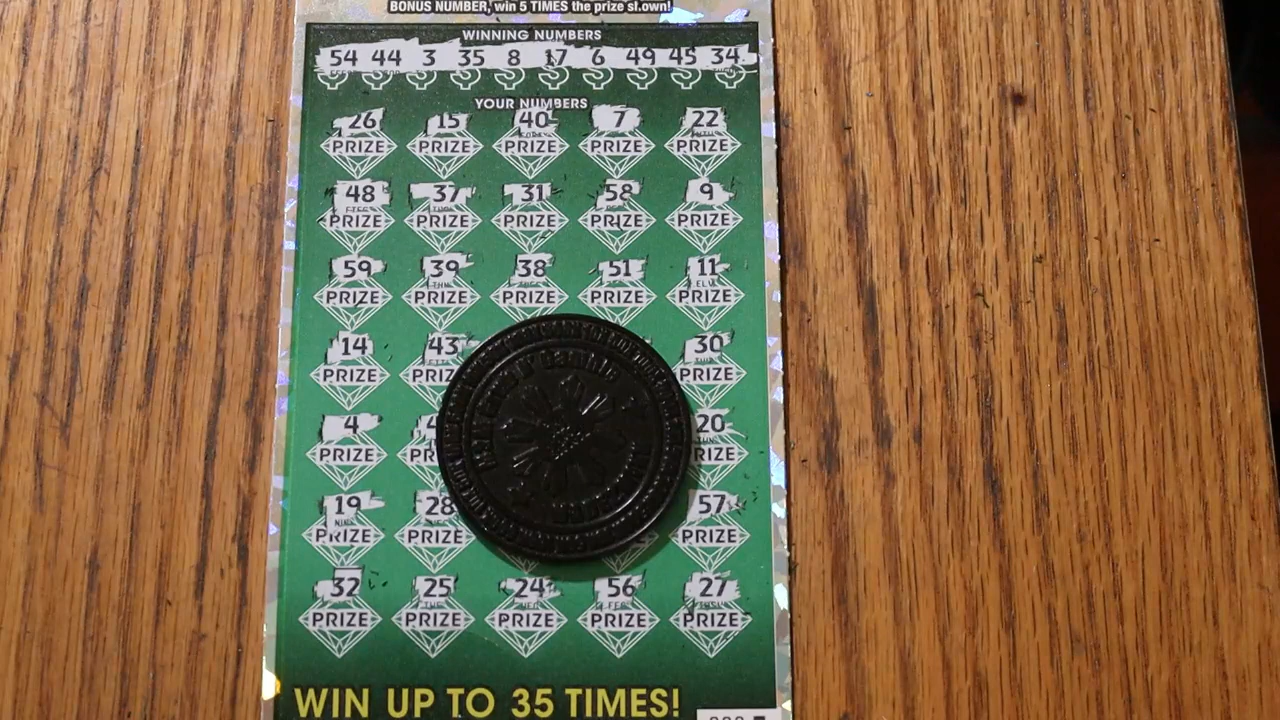 BONUS NUMBER, win 5 TIMES the prize shown!
WINNING NUMBERS
54 44 3 35 8 17 6 49 45 34
YOUR NUMBERS
26 15 40 7 22
PRIZE PRIZE PRIZE PRIZE PRIZE
48 37 31 58 9
PRIZE PRIZE PRIZE PRIZE PRIZE
59 39 38 51 11
PRIZE PRIZE PRIZE PRIZE PRIZE
14 43 30
PRIZE PRIZE PRIZE
4 20
PRIZE PRIZE
19 28 57
PRIZE PRIZE PRIZE
32 25 24 56 27
PRIZE PRIZE PRIZE PRIZE PRIZE
WIN UP TO 35 TIMES!